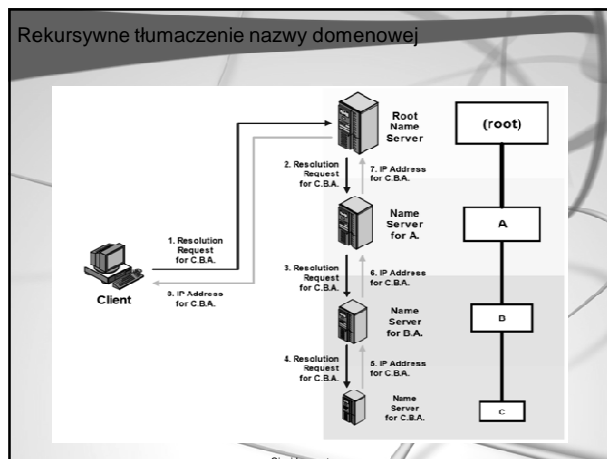 Rekursywne tłumaczenie nazwy domenowej
Root
Name
Server
(root)
2. Resolution
Request
for C.B.A.
7. IP Address
for C.B.A.
Name
Server
for A.
A
1. Resolution
Request
for C.B.A.
Client
IP Address
for C.B.A.
3. Resolution
Request
for C.B.A.
6. IP Address
for C.B.A.
Name
Server
for B.A.
B
4. Resolution
Request
for C.B.A.
5. IP Address
for C.B.A.
Name
Server
for C.B.A.
C